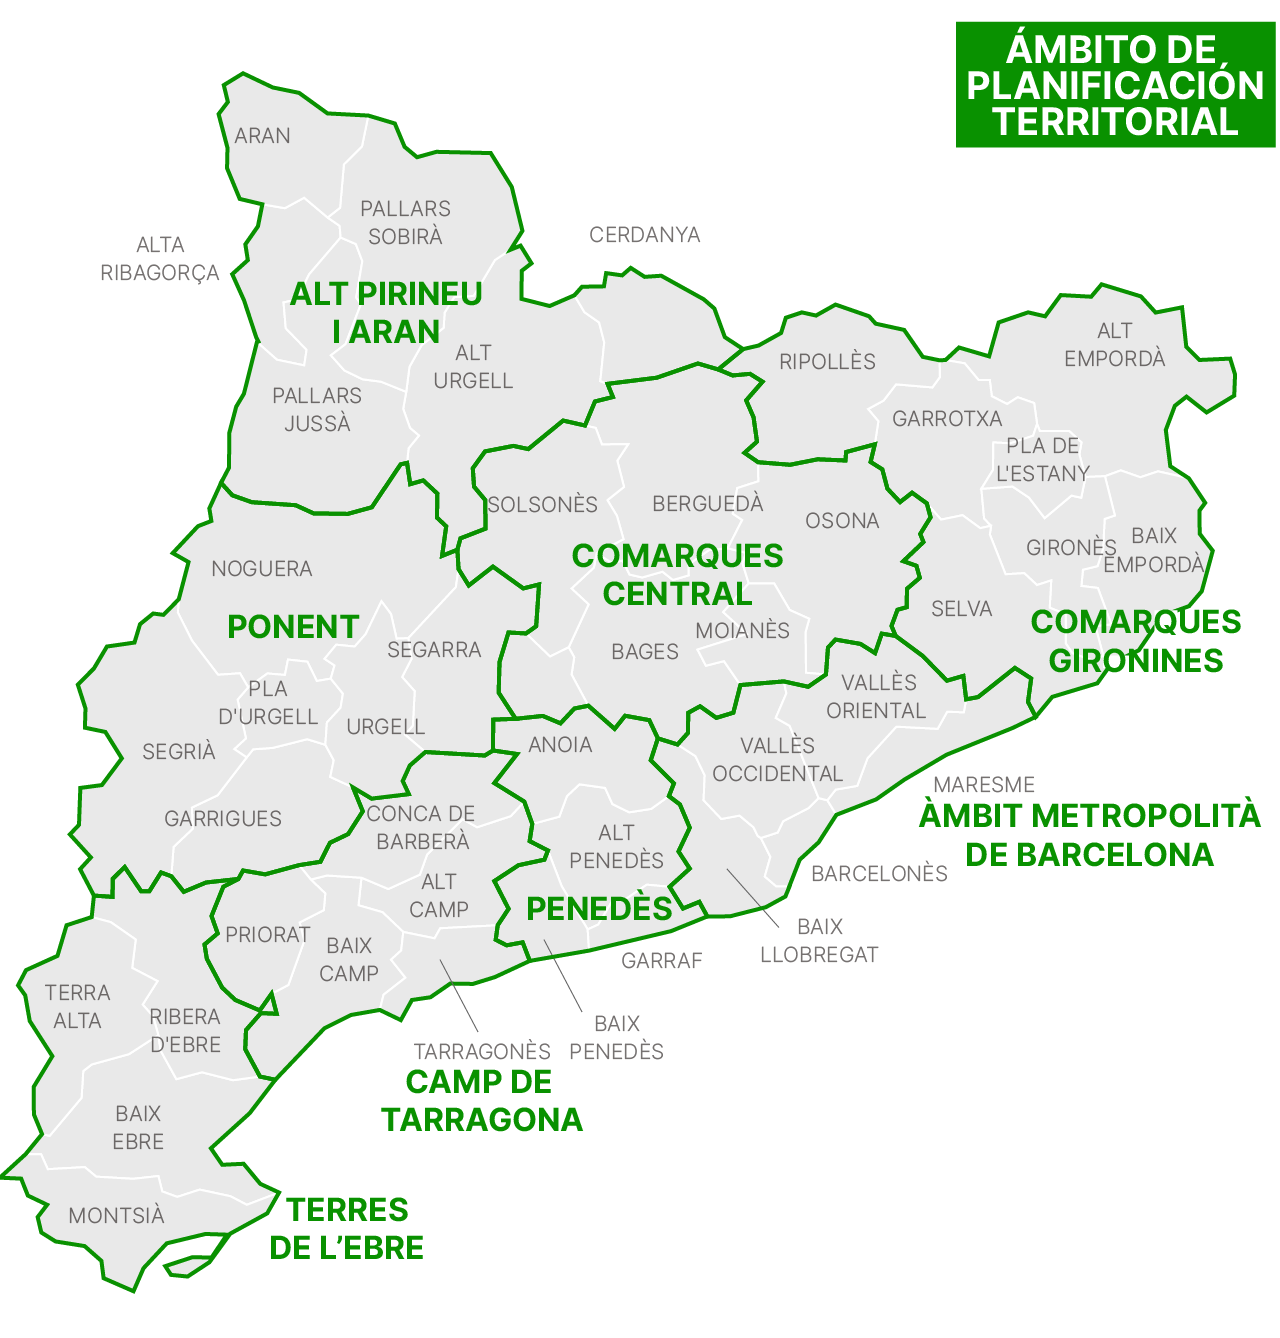 ÁMBITO DE
PLANIFICACIÓN
TERRITORIAL
ARAN
PALLARS
SOBIRÀ
ALTA
RIBAGORÇA
CERDANYA
ALT PIRINEU
I ARAN
ALT
URGELL
PALLARS
JUSSÀ
RIPOLLÈS
ALT
EMPORDÀ
GARROTXA
PLA DE
L'ESTANY
SOLSONÈS
BERGUEDÀ
OSONA
GIRONÈS
BAIX
EMPORDÀ
COMARQUES
CENTRAL
NOGUERA
PONENT
SEGARRA
BAGES
MOIANÈS
SELVA
COMARQUES
GIRONINES
PLA
D'URGELL
URGELL
SEGRIÀ
GARRIGUES
ANOIA
VALLÈS
ORIENTAL
VALLÈS
OCCIDENTAL
MARESME
ÀMBIT METROPOLITÀ
DE BARCELONA
CONCA DE
BARBERÀ
ALT
PENEDÈS
BARCELONÈS
ALT
CAMP
PENEDÈS
PRIORAT
BAIX
CAMP
BAIX
LLOBREGAT
GARRAF
TERRA
ALTA
RIBERA
D'EBRE
TARRAGONÈS
BAIX
PENEDÈS
CAMP DE
TARRAGONA
BAIX
EBRE
MONTSIÀ
TERRES
DE L’EBRE